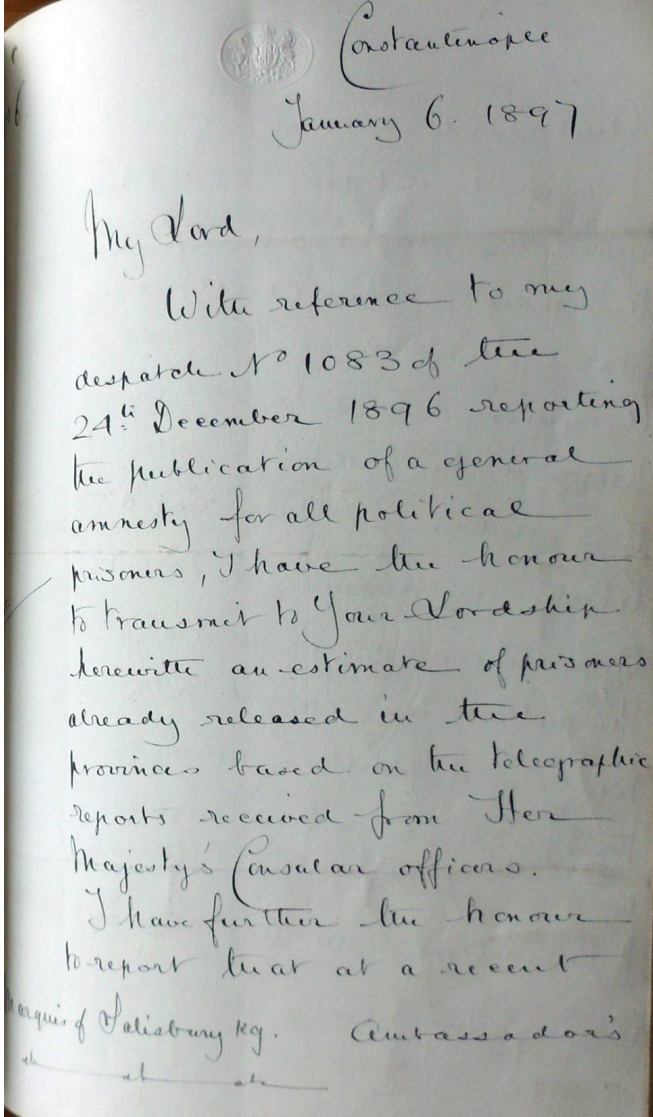 Constantinople
January 6. 1897
My Lord,
With reference to my
despatch No 1083 of the
24th December 1896 reporting
the publication of a general
amnesty for all political
prisoners, I have the honour
to transmit to Your Lordship
herewith an estimate of prisoners
already released in the
provinces based on the telegraphic
reports received from Her
Majesty's Consular officers.
I have further the honour
to report that at a recent
Marquis of Salisbury KG. Ambassador's